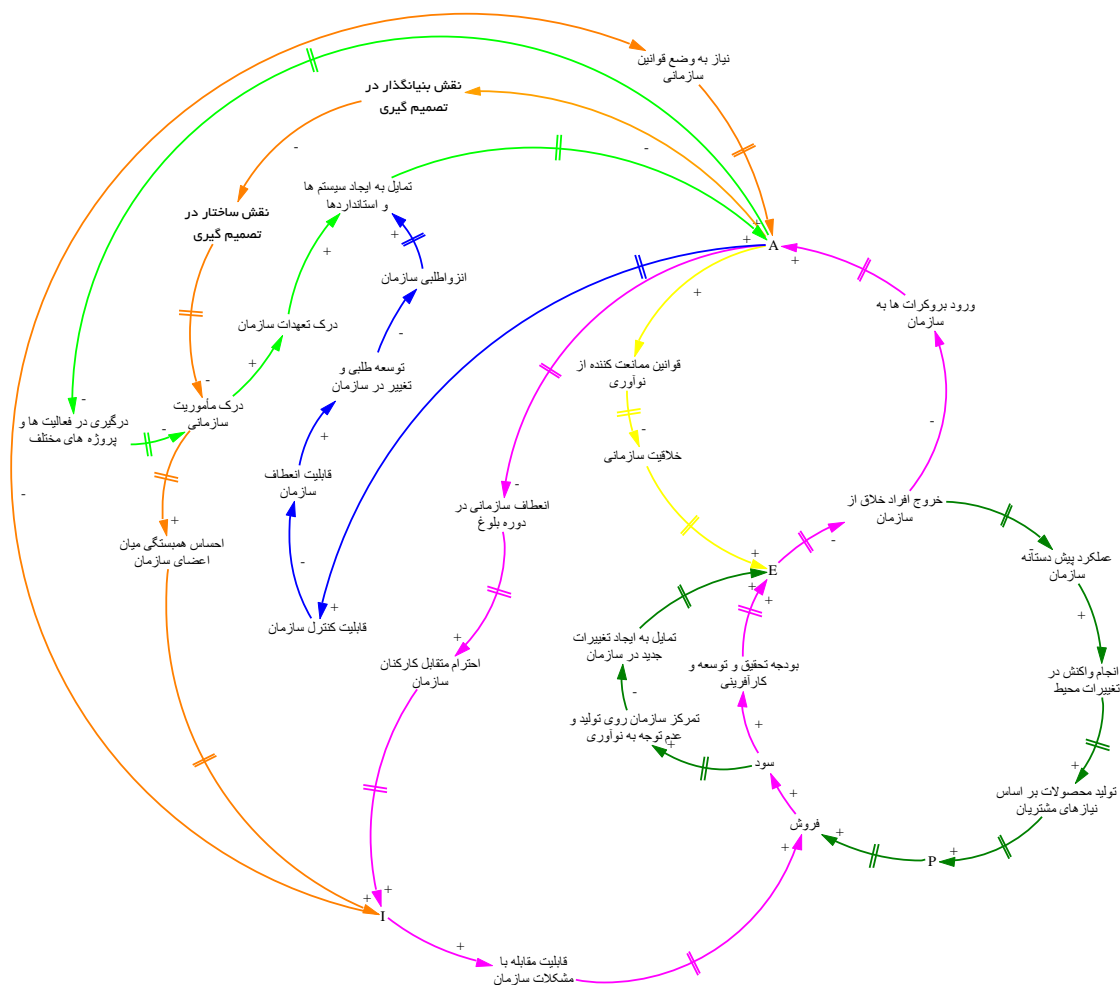 نیاز به وضع قوانین
سازمانی
نقش بنیانگذار در
تصمیم گیری
تمایل به ایجاد سیستم ها
و استانداردها
نقش ساختار در
تصمیم گیری
A
انزواطلبی سازمان
ورود بروکرات ها به
سازمان
درک تعهدات سازمان
قوانین ممانعت کننده از
نوآوری
توسعه طلبی و
تغییر در سازمان
درک مأموریت
سازمانی
درگیری در فعالیت ها و
پروژه های مختلف
خلاقیت سازمانی
قابلیت انعطاف
سازمان
انعطاف سازمانی در
دوره بلوغ
خروج افراد خلاق از
سازمان
احساس همبستگی میان
اعضای سازمان
عملکرد پیش دستآنه
سازمان
E
قابلیت کنترل سازمان
تمایل به ایجاد تغییرات
جدید در سازمان
احترام متقابل کارکنان
سازمان
بودجه تحقیق و توسعه و
کارآفرینی
انجام واکنش در
تغییرات محیط
تمرکز سازمان روی تولید و
عدم توجه به نوآوری
سود
تولید محصولات بر اساس
نیازهای مشتریان
فروش
P
I
قابلیت مقابله با
مشکلات سازمان